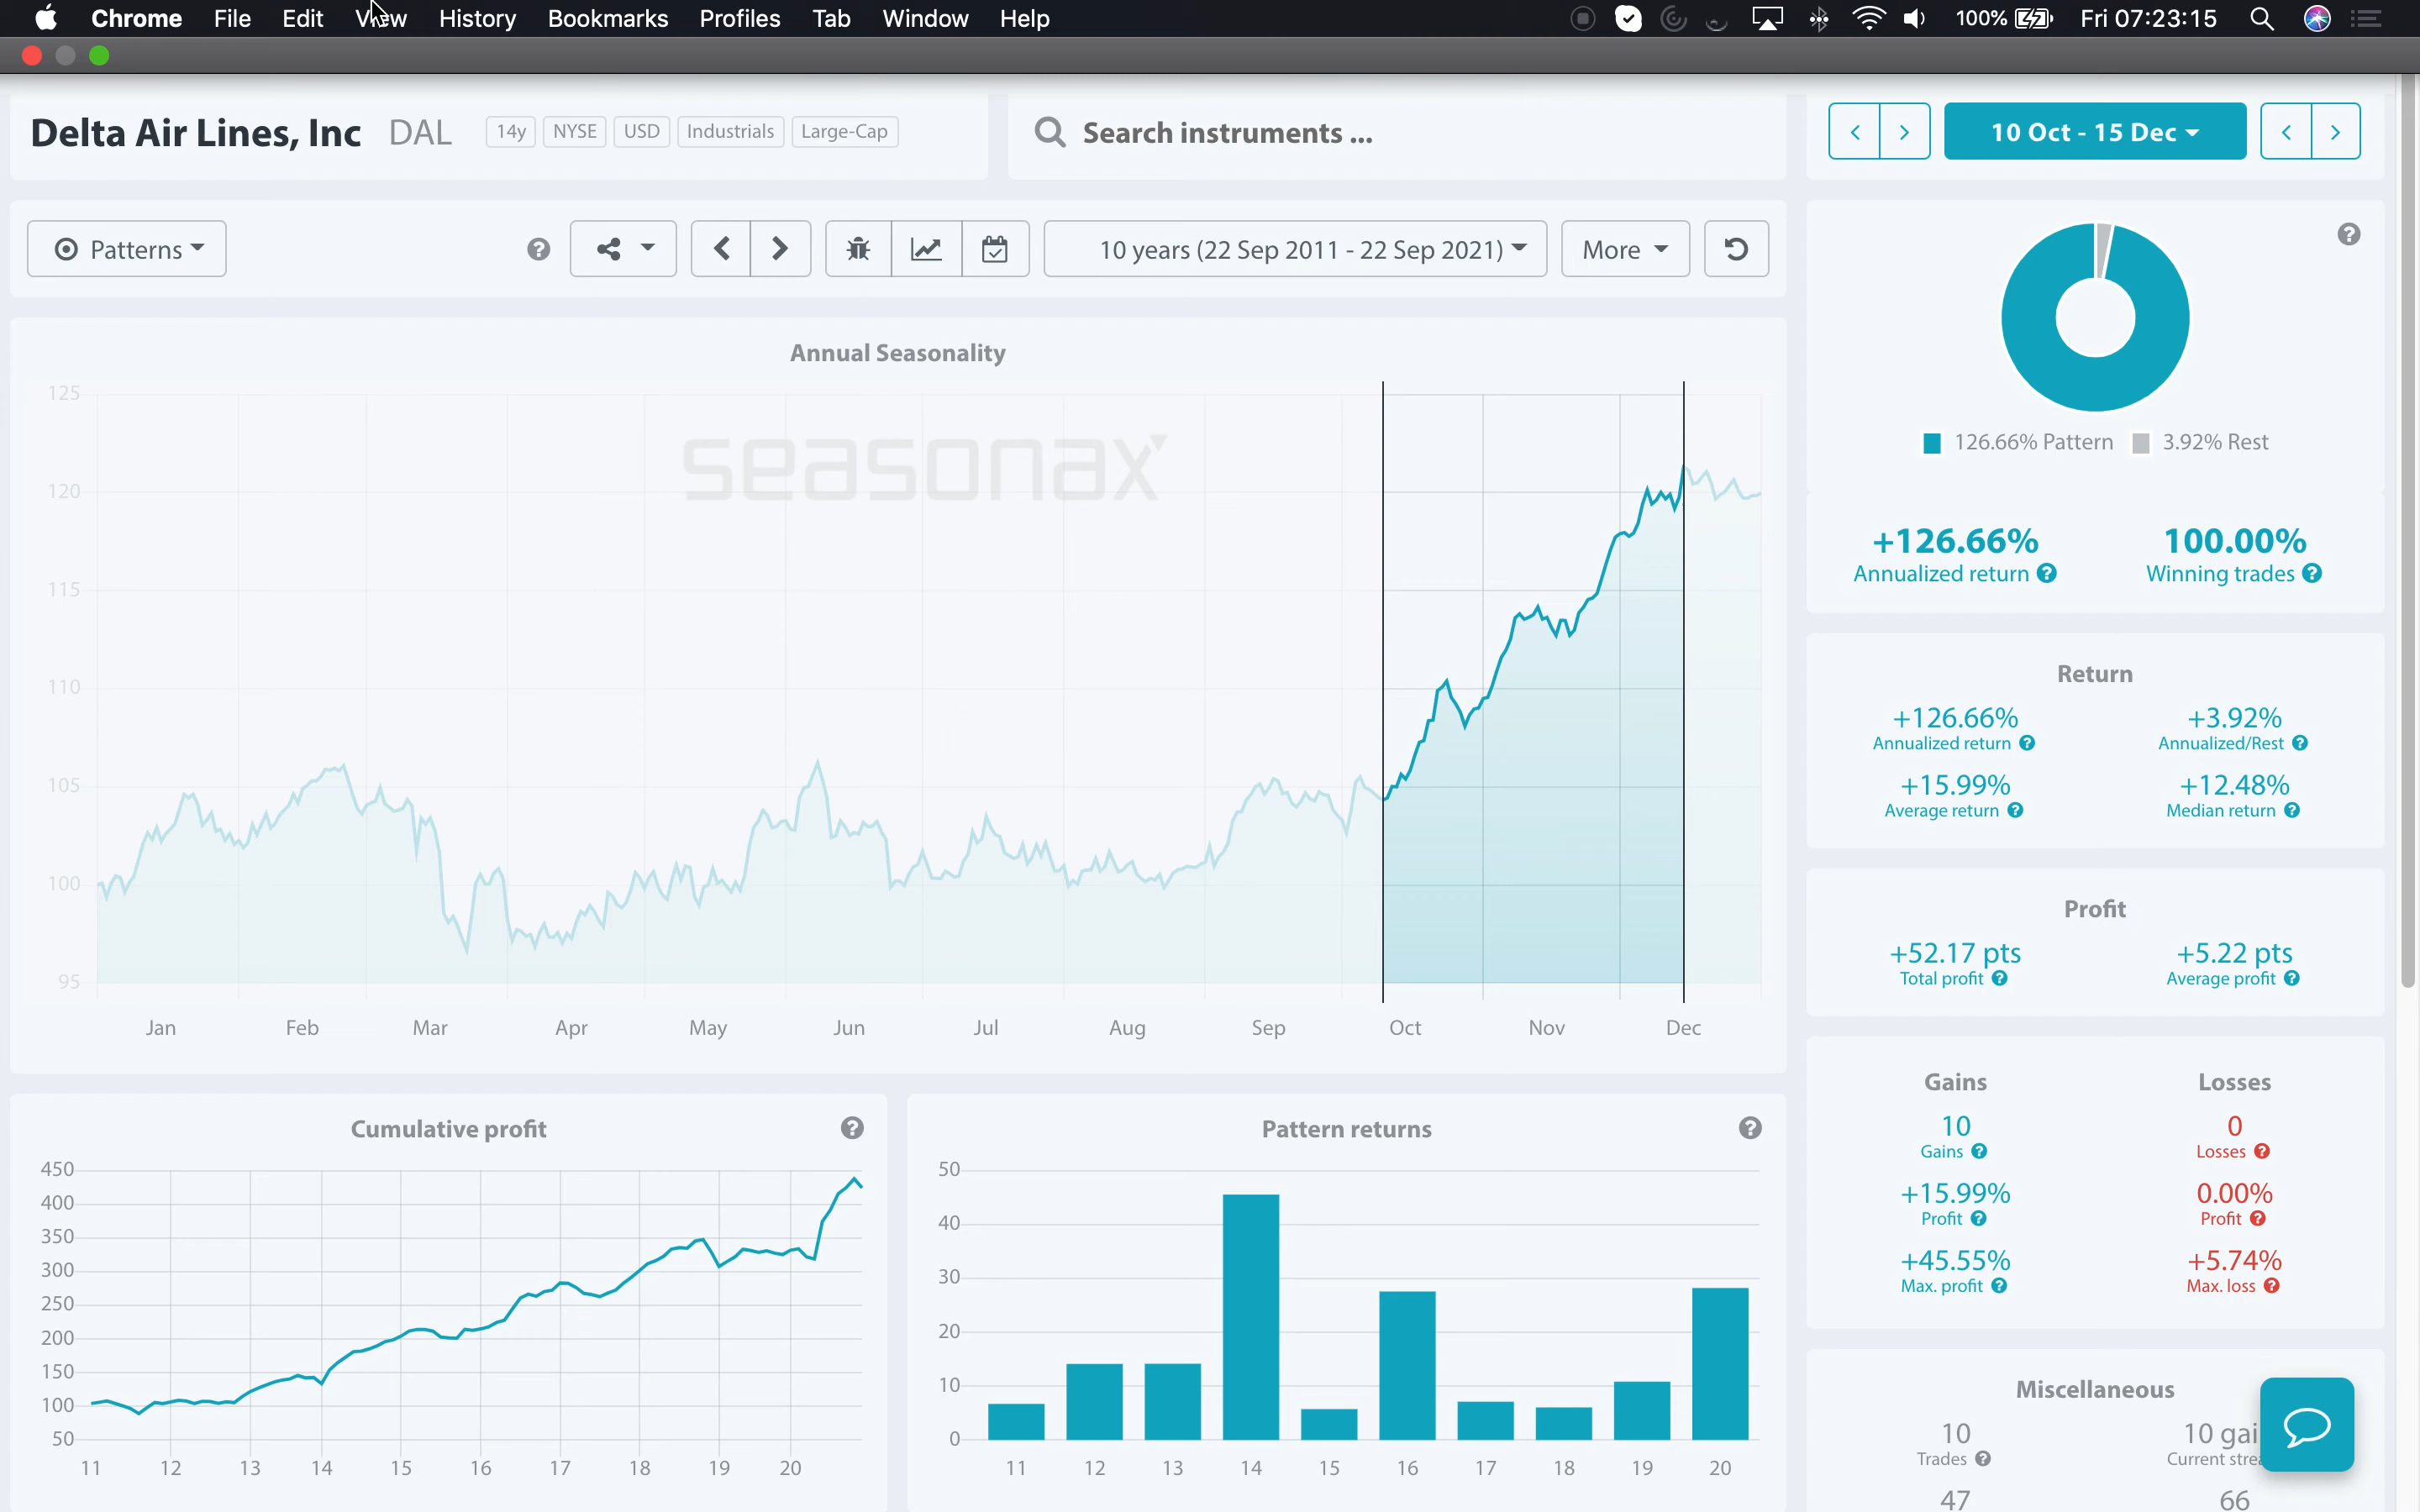 Chrome File Edit View History Bookmarks Profiles Tab Window Help 100% Fri 07:23:15
Delta Air Lines, Inc DAL 14y NYSE USD Industrials Large-Cap
Search instruments ...
10 Oct - 15 Dec
Patterns
10 years (22 Sep 2011 - 22 Sep 2021) More
Annual Seasonality
seasonax
125
120
115
110
105
100
95
Jan Feb Mar Apr May Jun Jul Aug Sep Oct Nov Dec
126.66% Pattern 3.92% Rest
+126.66% 100.00%
Annualized return Winning trades
Return
+126.66% +3.92%
Annualized return Annualized/Rest
+15.99% +12.48%
Average return Median return
Profit
+52.17 pts +5.22 pts
Total profit Average profit
Gains Losses
10 0
Gains Losses
+15.99% 0.00%
Profit Profit
+45.55% +5.74%
Max. profit Max. loss
Miscellaneous
10 10 gai
Trades Current strea
47 66
Cumulative profit
450
400
350
300
250
200
150
100
50
11 12 13 14 15 16 17 18 19 20
Pattern returns
50
40
30
20
10
0
11 12 13 14 15 16 17 18 19 20